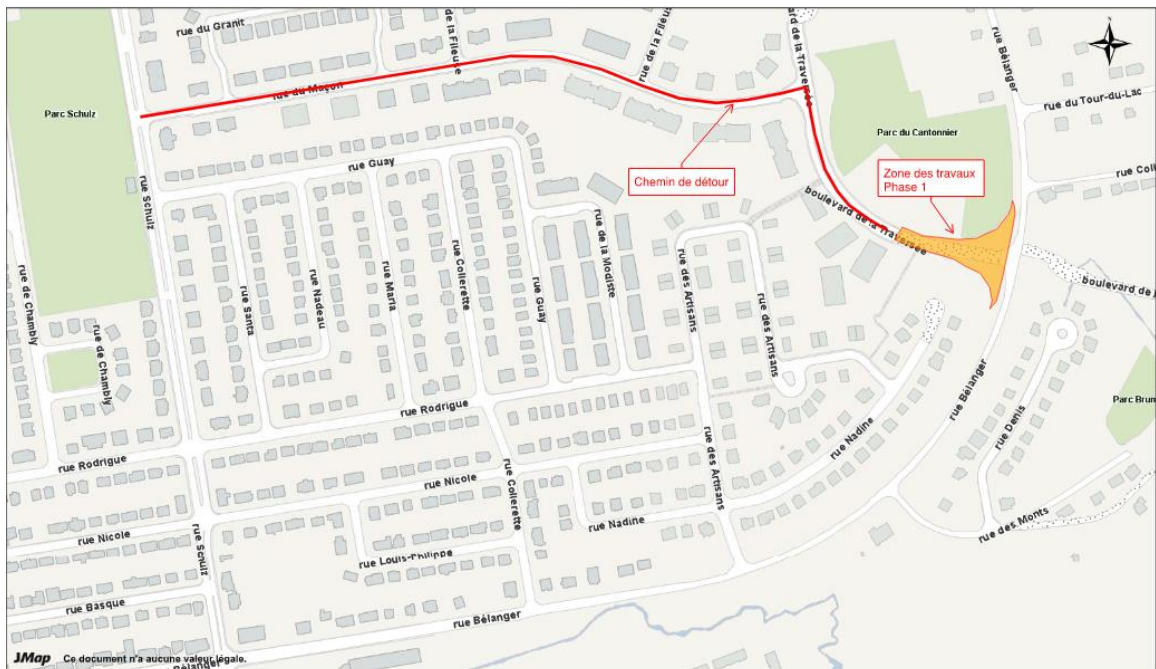 rue du Granit
de la Fileuse
rue de la Fileus
ard de la Traversée
rue Bélanger
rue du Maçon
rue du Tour-du-Lac
Parc Schulz
Parc du Cantonnier
rue Guay
Chemin de détour
Zone des travaux
Phase 1
rue Coll
rue Schulz
boulevard de la Traversée
rue de la Modiste
rue Collerette
rue Maria
rue Nadeau
rue Santa
rue Guay
rue des Artisans
rue des Artisans
boulevard de
rue de Chambly
rue de Chambly
rue Bélanger
rue Denis
Parc Brun
rue Rodrigue
rue Rodrigue
rue Nadine
rue des Artisans
rue Nicole
rue Collerette
rue Nadine
rue des Monts
rue Nicole
rue Schulz
rue Louis-Philippe
rue Basque
rue Bélanger
Bélanger
JMap Ce document n'a aucune valeur légale.